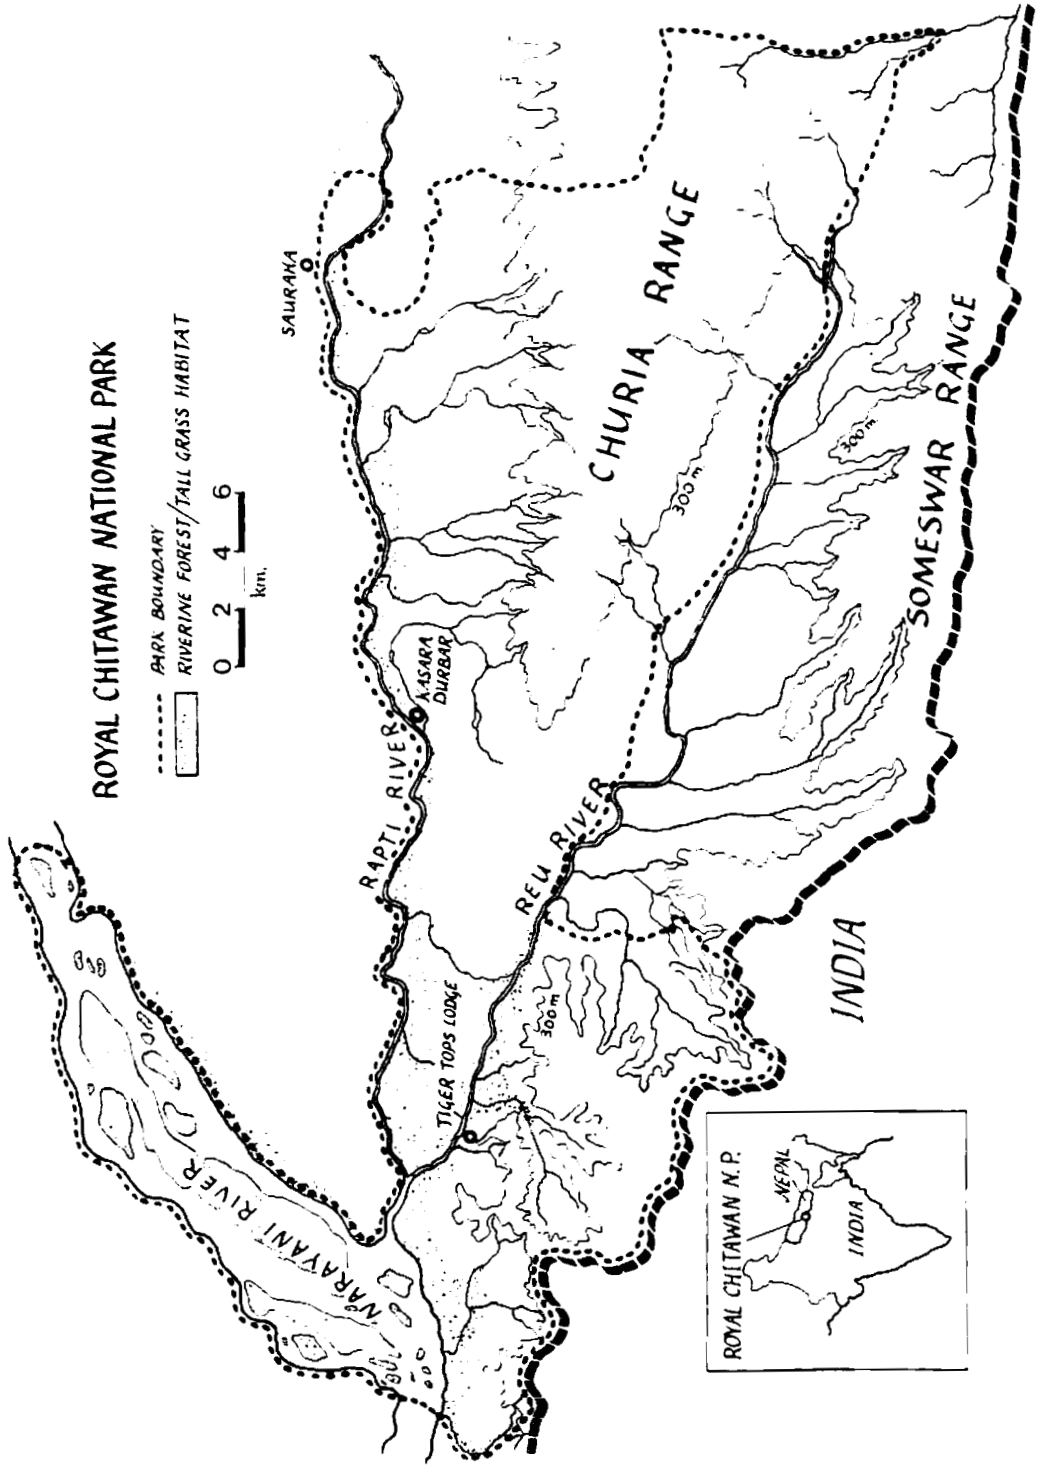 ROYAL CHITAWAN NATIONAL PARK
PARK BOUNDARY
RIVERINE FOREST/TALL GRASS HABITAT
0 2 4 6
km.
SAURAHA
NARAYANI RIVER
RAPTI RIVER
KASARA
DURBAR
TIGER TOPS LODGE
REU RIVER
CHURIA RANGE
300 m
300 m
300 m
SOMESWAR RANGE
INDIA
ROYAL CHITAWAN N.P.
NEPAL
INDIA